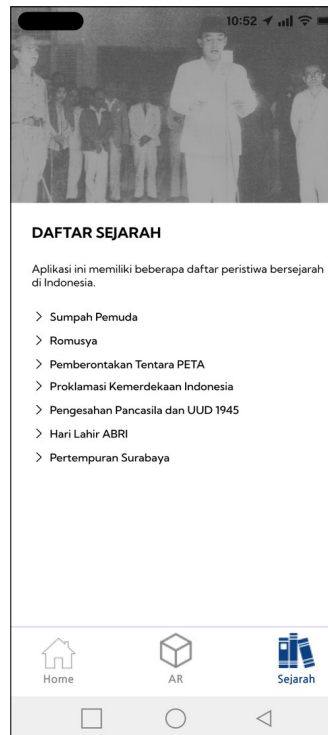 10:52
DAFTAR SEJARAH
Aplikasi ini memiliki beberapa daftar peristiwa bersejarah
di Indonesia.
> Sumpah Pemuda
> Romusya
> Pemberontakan Tentara PETA
> Proklamasi Kemerdekaan Indonesia
> Pengesahan Pancasila dan UUD 1945
> Hari Lahir ABRI
> Pertempuran Surabaya
Home AR Sejarah